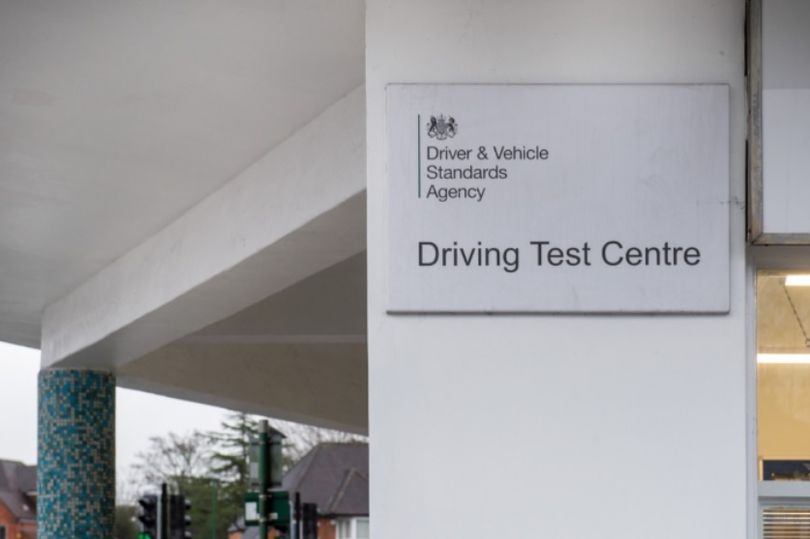 Driver & Vehicle
Standards
Agency
Driving Test Centre